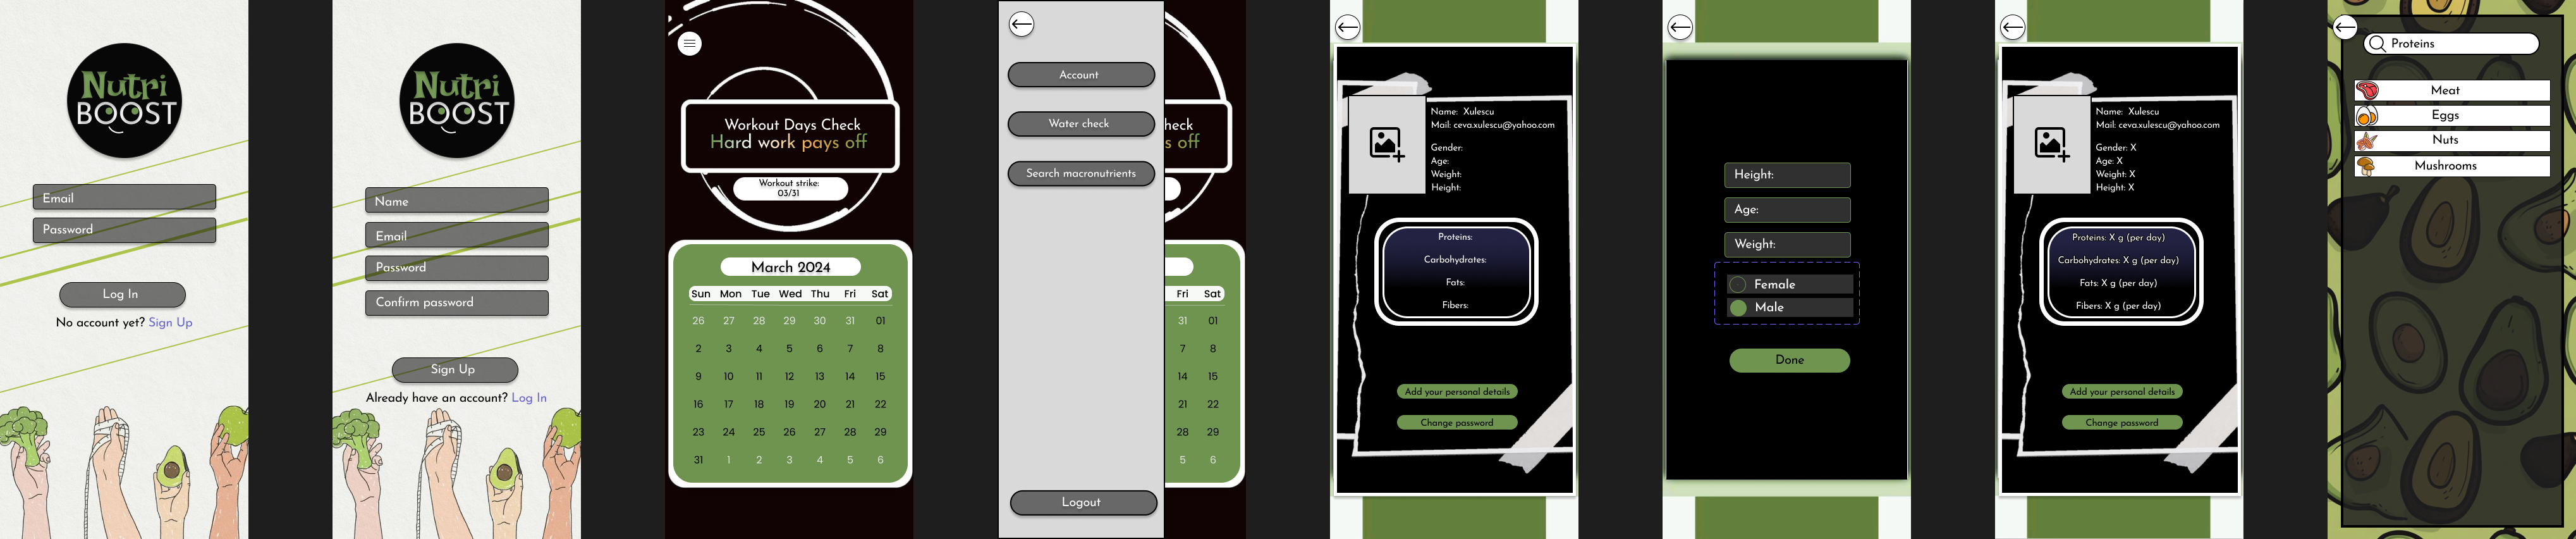 Nutri
BOOST
Email
Password
Log In
No account yet? Sign Up
Nutri
BOOST
Name
Email
Password
Confirm password
Sign Up
Already have an account? Log In
Workout Days Check
Hard work pays off
Workout strike:
03/31
March 2024
Sun Mon Tue Wed Thu Fri Sat
26 27 28 29 30 31 01
2 3 4 5 6 7 8
9 10 11 12 13 14 15
16 17 18 19 20 21 22
23 24 25 26 27 28 29
31 1 2 3 4 5 6
Account
Water check
Search macronutrients
Logout
heck
s off
Fri Sat
31 01
7 8
14 15
21 22
28 29
5 6
Name: Xulescu
Mail: ceva.xulescu@yahoo.com
Gender:
Age:
Weight:
Height:
Proteins:
Carbohydrates:
Fats:
Fibers:
Add your personal details
Change password
Height:
Age:
Weight:
Female
Male
Done
Name: Xulescu
Mail: ceva.xulescu@yahoo.com
Gender: X
Age: X
Weight: X
Height: X
Proteins: X g (per day)
Carbohydrates: X g (per day)
Fats: X g (per day)
Fibers: X g (per day)
Add your personal details
Change password
Proteins
Meat
Eggs
Nuts
Mushrooms